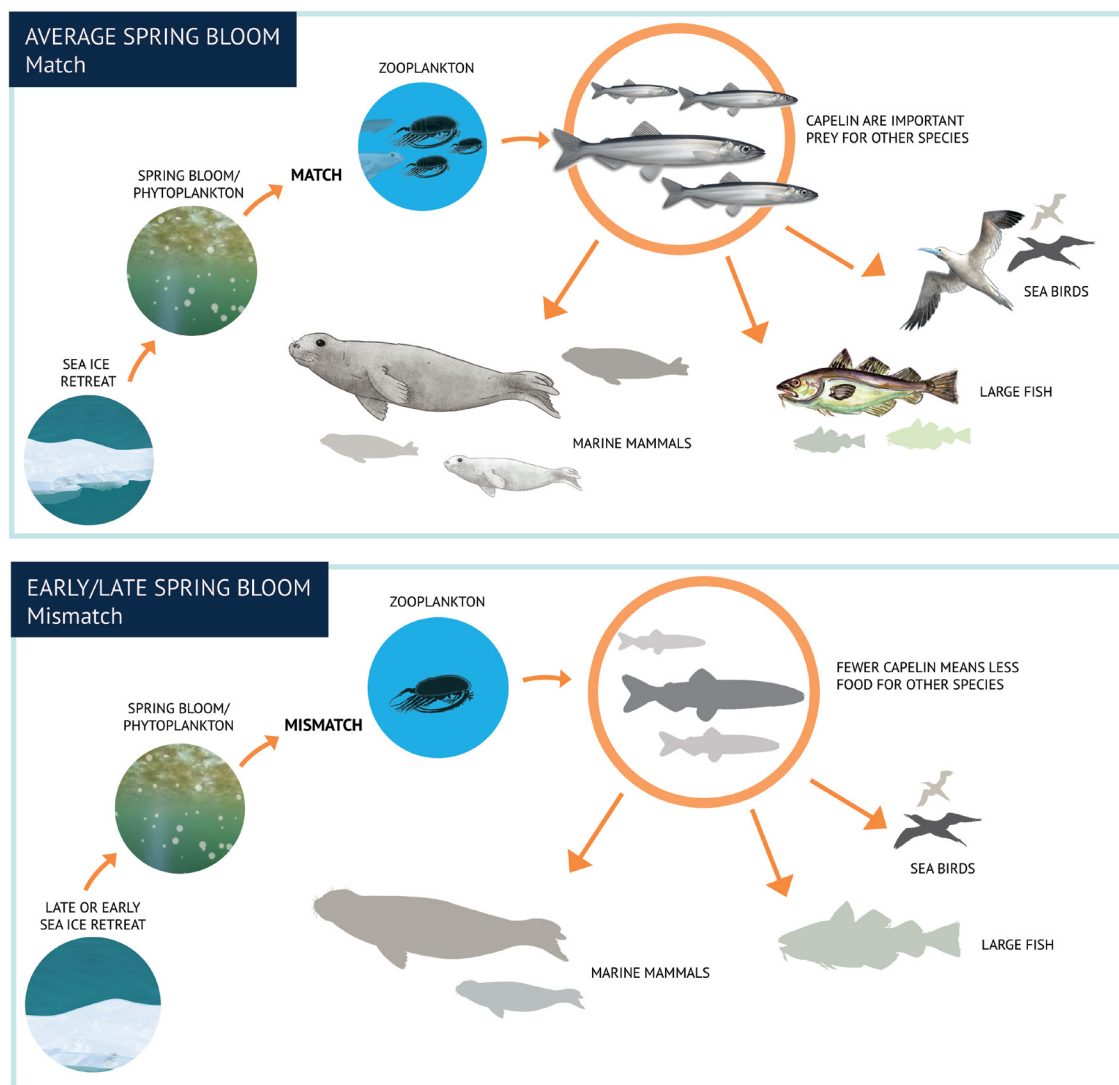 AVERAGE SPRING BLOOM
Match
ZOOPLANKTON
CAPELIN ARE IMPORTANT
PREY FOR OTHER SPECIES
SPRING BLOOM/
PHYTOPLANKTON
MATCH
SEA BIRDS
SEA ICE
RETREAT
LARGE FISH
MARINE MAMMALS
EARLY/LATE SPRING BLOOM
Mismatch
ZOOPLANKTON
FEWER CAPELIN MEANS LESS
FOOD FOR OTHER SPECIES
SPRING BLOOM/
PHYTOPLANKTON
MISMATCH
SEA BIRDS
LATE OR EARLY
SEA ICE RETREAT
LARGE FISH
MARINE MAMMALS